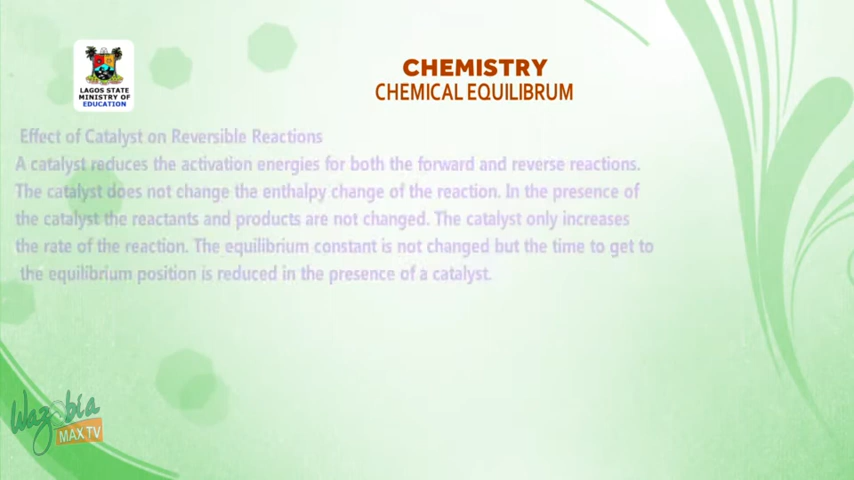 LAGOS STATE
MINISTRY OF
EDUCATION
CHEMISTRY
CHEMICAL EQUILIBRUM
Effect of Catalyst on Reversible Reactions
A catalyst reduces the activation energies for both the forward and reverse reactions.
The catalyst does not change the enthalpy change of the reaction. In the presence of
the catalyst the reactants and products are not changed. The catalyst only increases
the rate of the reaction. The equilibrium constant is not changed but the time to get to
the equilibrium position is reduced in the presence of a catalyst.
Wazobia
MAX TV